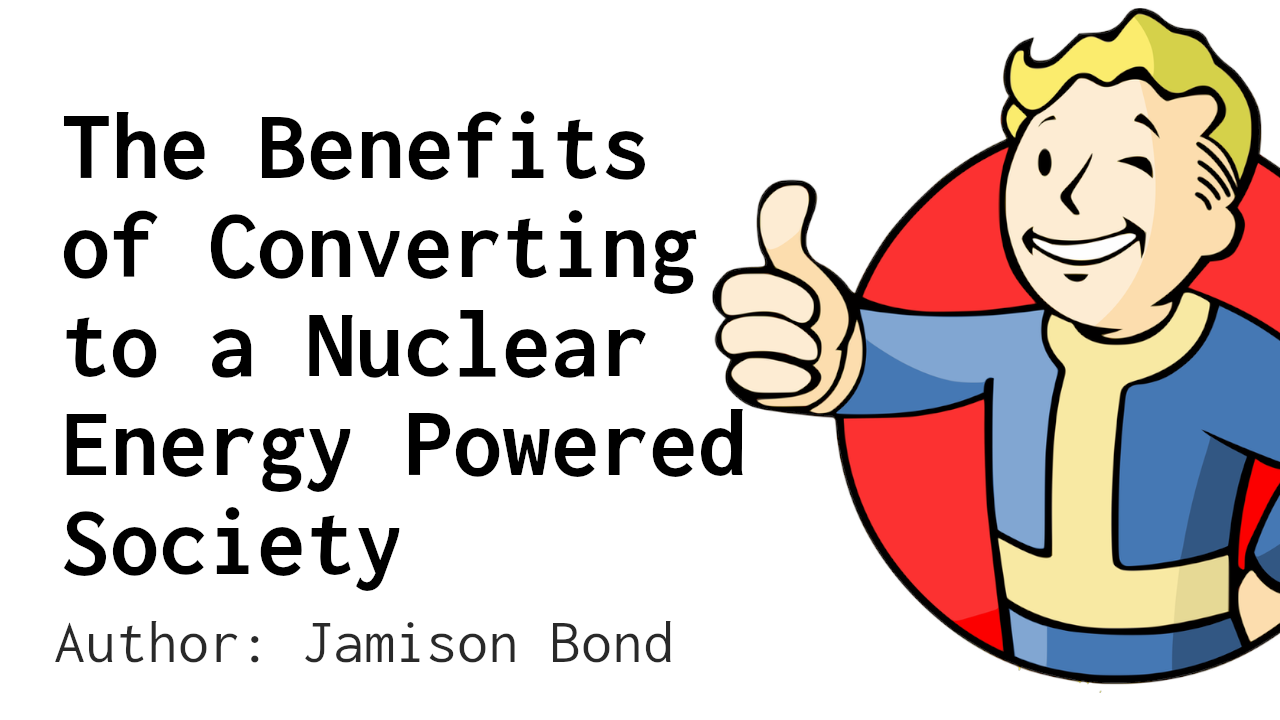 The Benefits
of Converting
to a Nuclear
Energy Powered
Society
Author: Jamison Bond